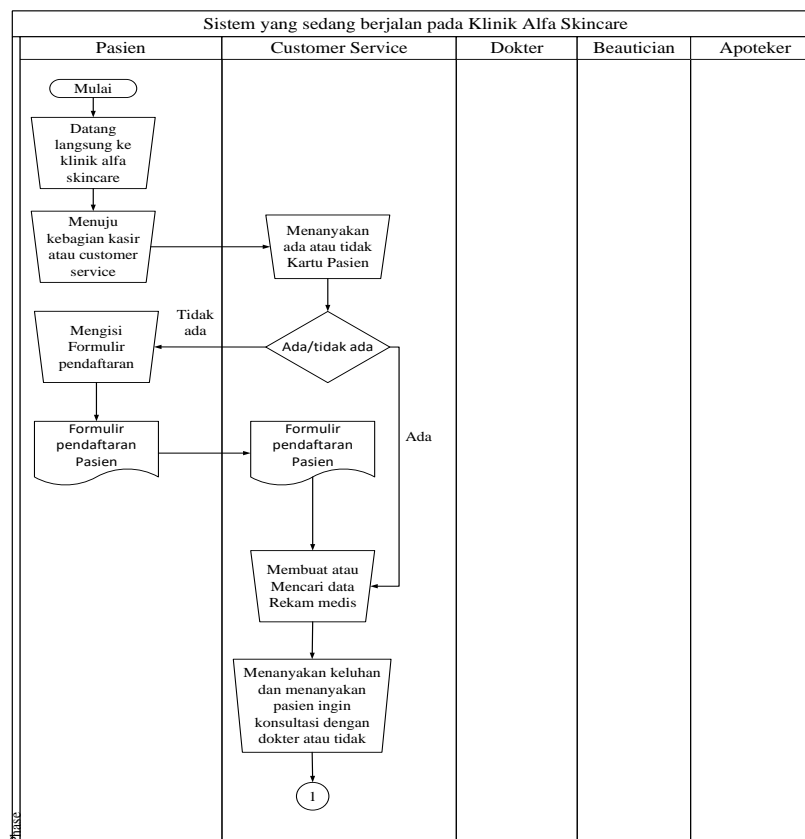 Sistem yang sedang berjalan pada Klinik Alfa Skincare
Pasien
Customer Service
Dokter
Beautician
Apoteker
Mulai
Datang
langsung ke
klinik alfa
skincare
Menuju
kebagian kasir
atau customer
service
Menanyakan
ada atau tidak
Kartu Pasien
Ada/tidak ada
Tidak
ada
Mengisi
Formulir
pendaftaran
Formulir
pendaftaran
Pasien
Formulir
pendaftaran
Pasien
Ada
Membuat atau
Mencari data
Rekam medis
Menanyakan keluhan
dan menanyakan
pasien ingin
konsultasi dengan
dokter atau tidak
1